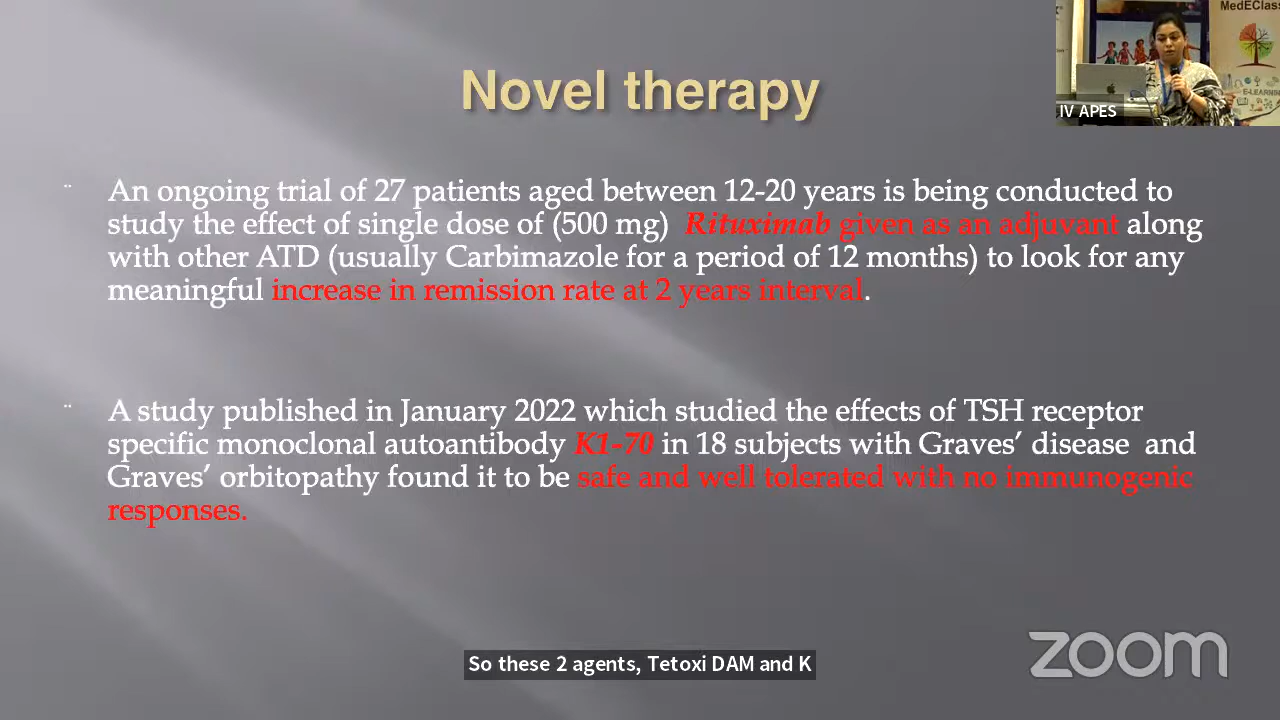 MedEClass
E-LEARN
IV APES
Novel therapy
An ongoing trial of 27 patients aged between 12-20 years is being conducted to
study the effect of single dose of (500 mg) Rituximab given as an adjuvant along
with other ATD (usually Carbimazole for a period of 12 months) to look for any
meaningful increase in remission rate at 2 years interval.
A study published in January 2022 which studied the effects of TSH receptor
specific monoclonal autoantibody K1-70 in 18 subjects with Graves’ disease and
Graves’ orbitopathy found it to be safe and well tolerated with no immunogenic
responses.
So these 2 agents, Tetoxi DAM and K
zoom